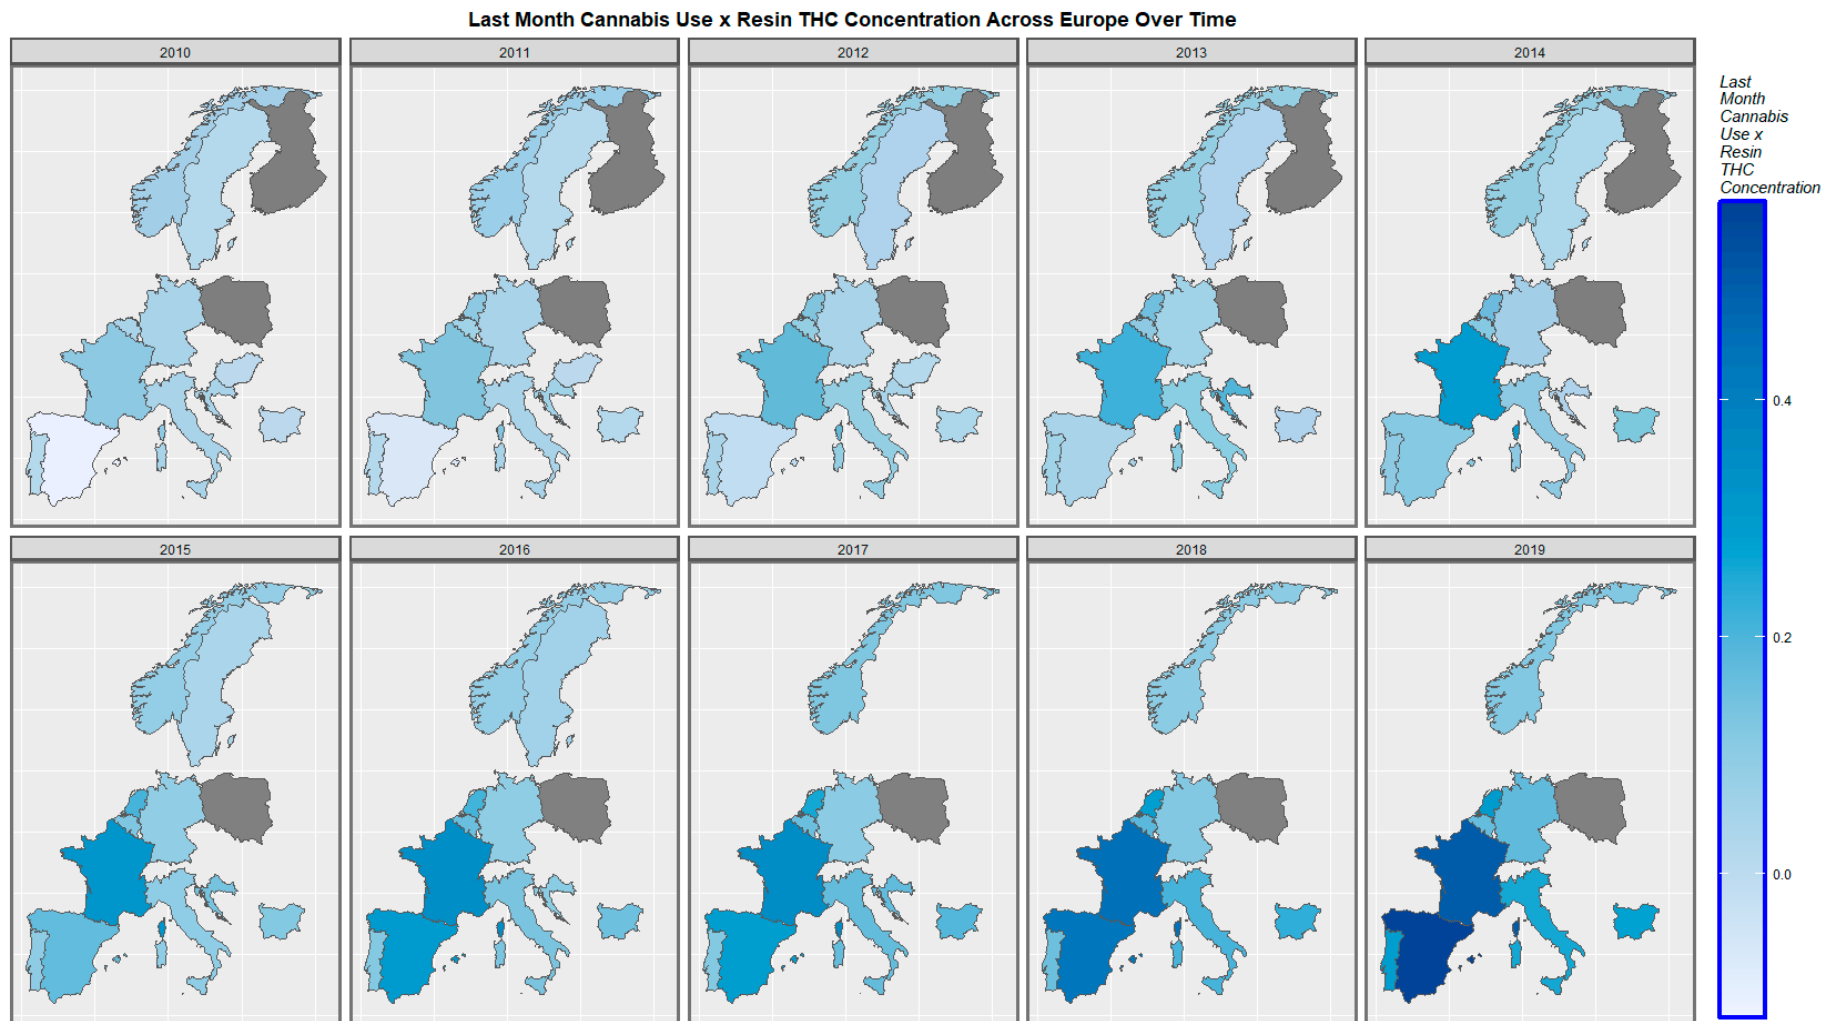 Last Month Cannabis Use x Resin THC Concentration Across Europe Over Time
2010
2011
2012
2013
2014
Last
Month
Cannabis
Use x
Resin
THC
Concentration
0.4
0.2
0.0
2015
2016
2017
2018
2019